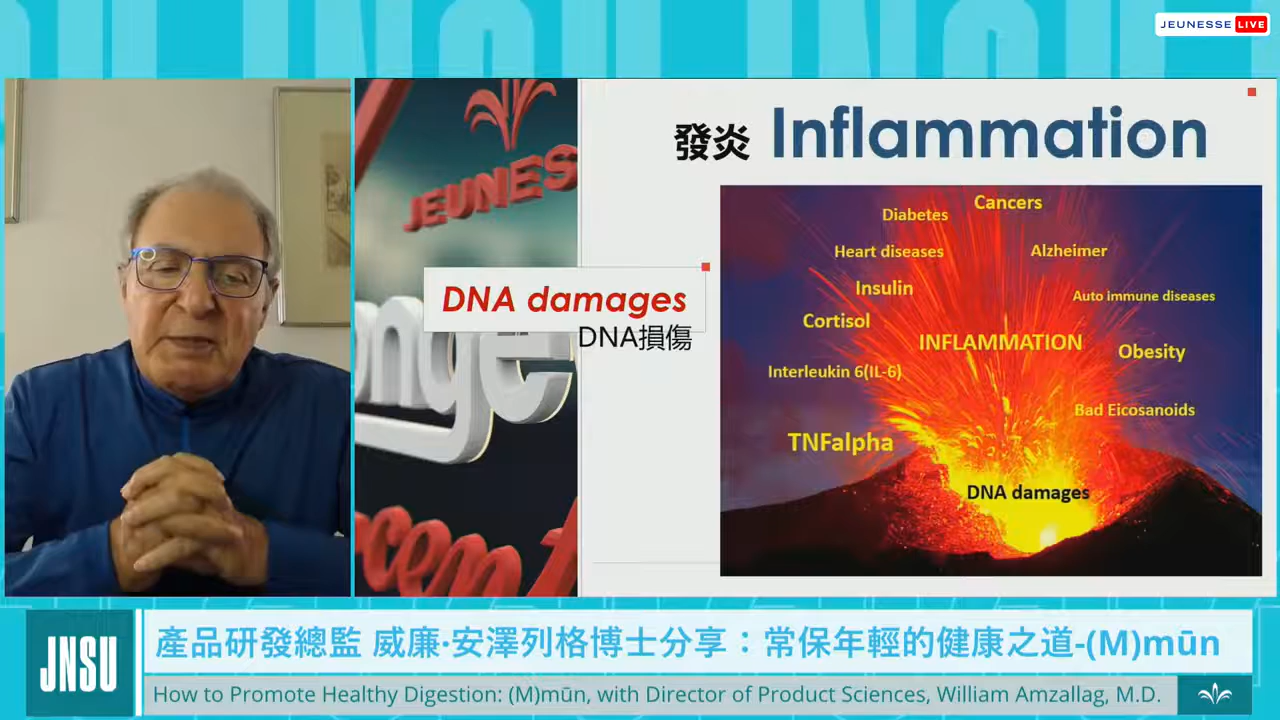 JEUNESSE LIVE
發炎 Inflammation
JEUNES
DNA damages
DNA損傷
Cancers
Diabetes
Heart diseases
Alzheimer
Insulin
Auto immune diseases
Cortisol
INFLAMMATION
Obesity
Interleukin 6(IL-6)
Bad Eicosanoids
TNFalpha
DNA damages
JNSU
產品研發總監 威廉·安澤列格博士分享：常保年輕的健康之道-(M)mūn
How to Promote Healthy Digestion: (M)mūn, with Director of Product Sciences, William Amzallag, M.D.